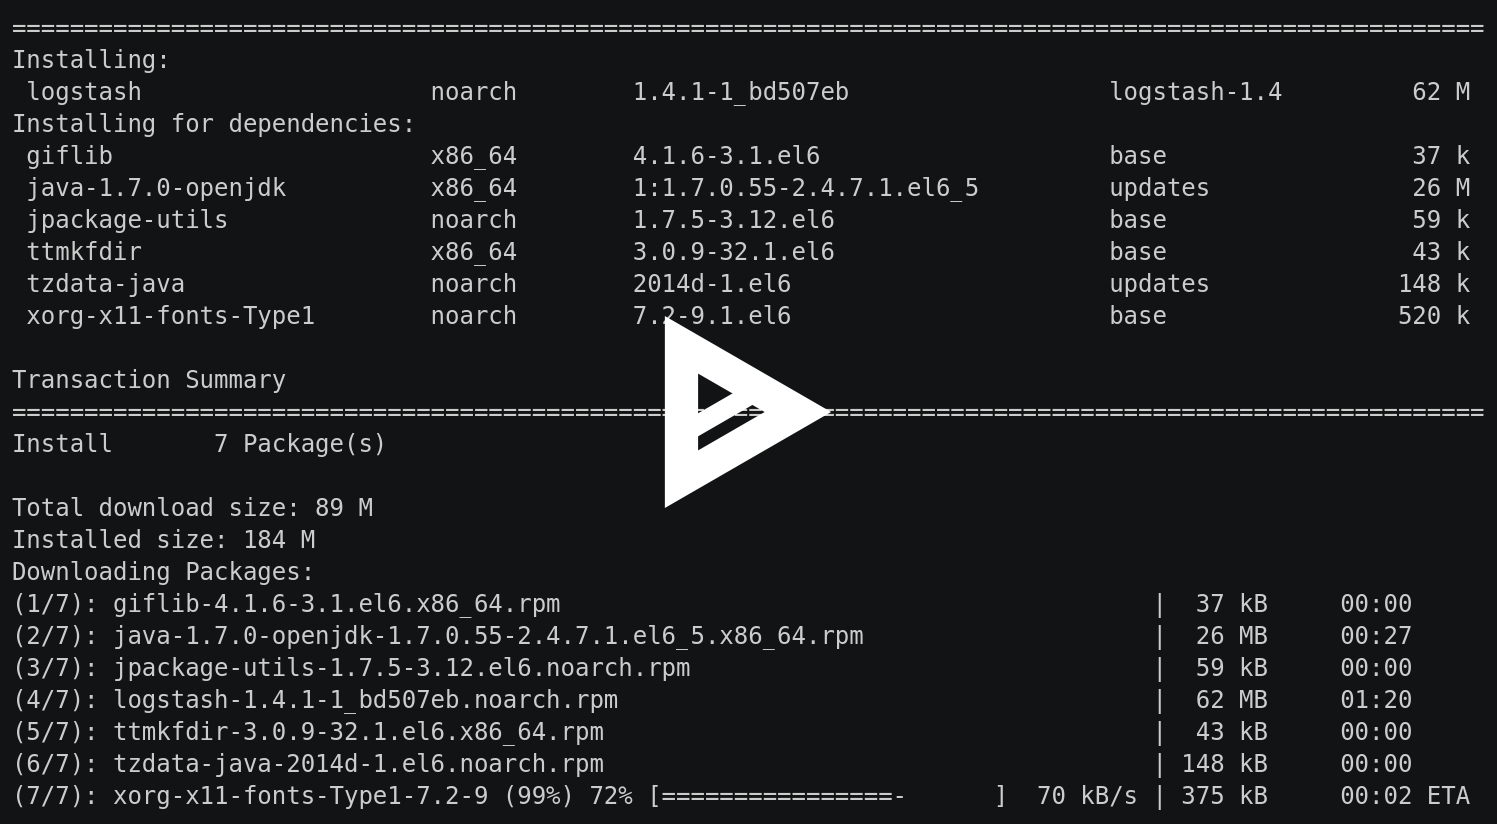 ======================================================================================================
Installing:
 logstash                    noarch        1.4.1-1_bd507eb                  logstash-1.4         62 M
Installing for dependencies:
 giflib                      x86_64        4.1.6-3.1.el6                    base                 37 k
 java-1.7.0-openjdk          x86_64        1:1.7.0.55-2.4.7.1.el6_5         updates              26 M
 jpackage-utils              noarch        1.7.5-3.12.el6                   base                 59 k
 ttmkfdir                    x86_64        3.0.9-32.1.el6                   base                 43 k
 tzdata-java                 noarch        2014d-1.el6                      updates             148 k
 xorg-x11-fonts-Type1        noarch        7.2-9.1.el6                      base                520 k
Transaction Summary
======================================================================================================
Install       7 Package(s)
Total download size: 89 M
Installed size: 184 M
Downloading Packages:
(1/7): giflib-4.1.6-3.1.el6.x86_64.rpm                                         |  37 kB     00:00
(2/7): java-1.7.0-openjdk-1.7.0.55-2.4.7.1.el6_5.x86_64.rpm                    |  26 MB     00:27
(3/7): jpackage-utils-1.7.5-3.12.el6.noarch.rpm                                |  59 kB     00:00
(4/7): logstash-1.4.1-1_bd507eb.noarch.rpm                                     |  62 MB     01:20
(5/7): ttmkfdir-3.0.9-32.1.el6.x86_64.rpm                                      |  43 kB     00:00
(6/7): tzdata-java-2014d-1.el6.noarch.rpm                                      | 148 kB     00:00
(7/7): xorg-x11-fonts-Type1-7.2-9 (99%) 72% [================-      ]  70 kB/s | 375 kB     00:02 ETA